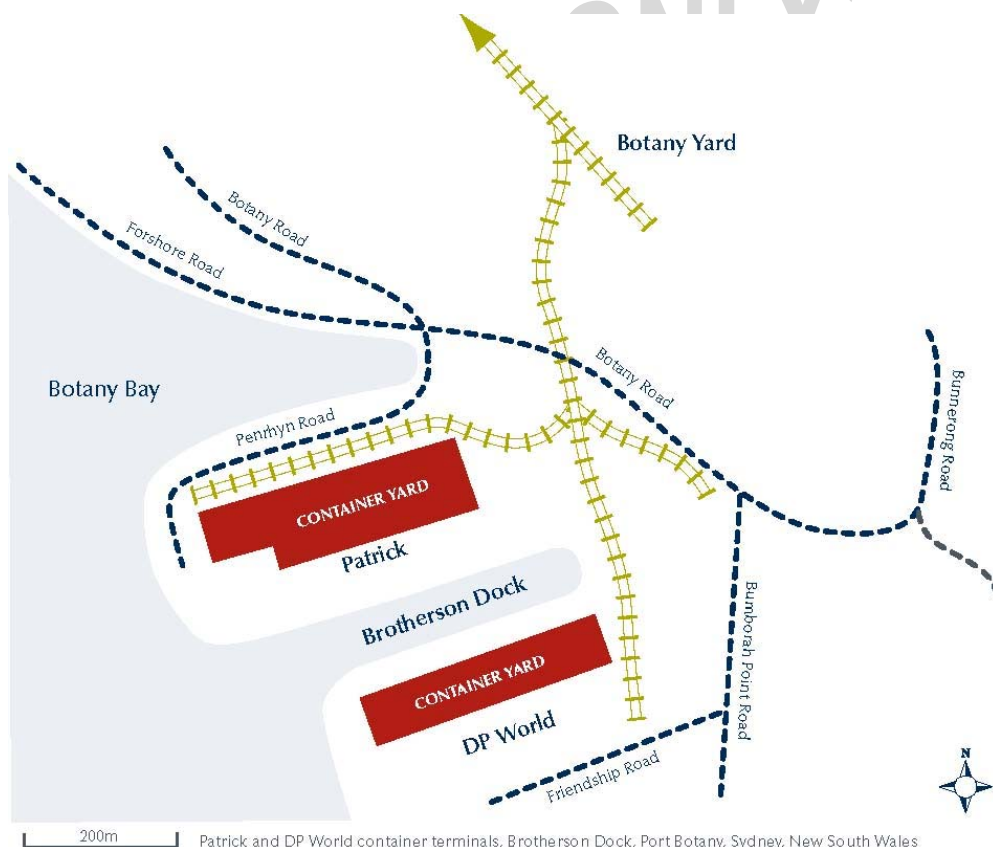 ONLY
Botany Yard
Botany Road
Forshore Road
Botany Road
Botany Bay
Bunnerong Road
Penrhyn Road
CONTAINER YARD
Patrick
Brotherson Dock
Bumborah Point Road
CONTAINER YARD
DP World
Friendship Road
N
200m
Patrick and DP World container terminals, Brotherson Dock, Port Botany, Sydney, New South Wales